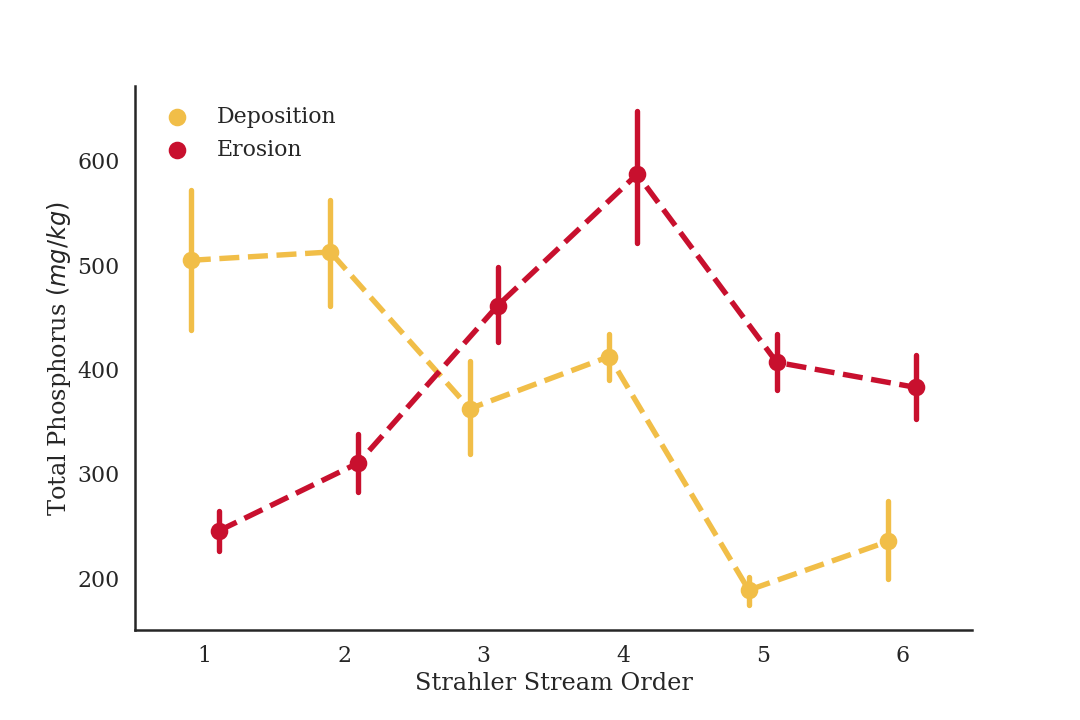 Deposition
Erosion
600
500
400
300
200
Total Phosphorus (mg/kg)
1 2 3 4 5 6
Strahler Stream Order